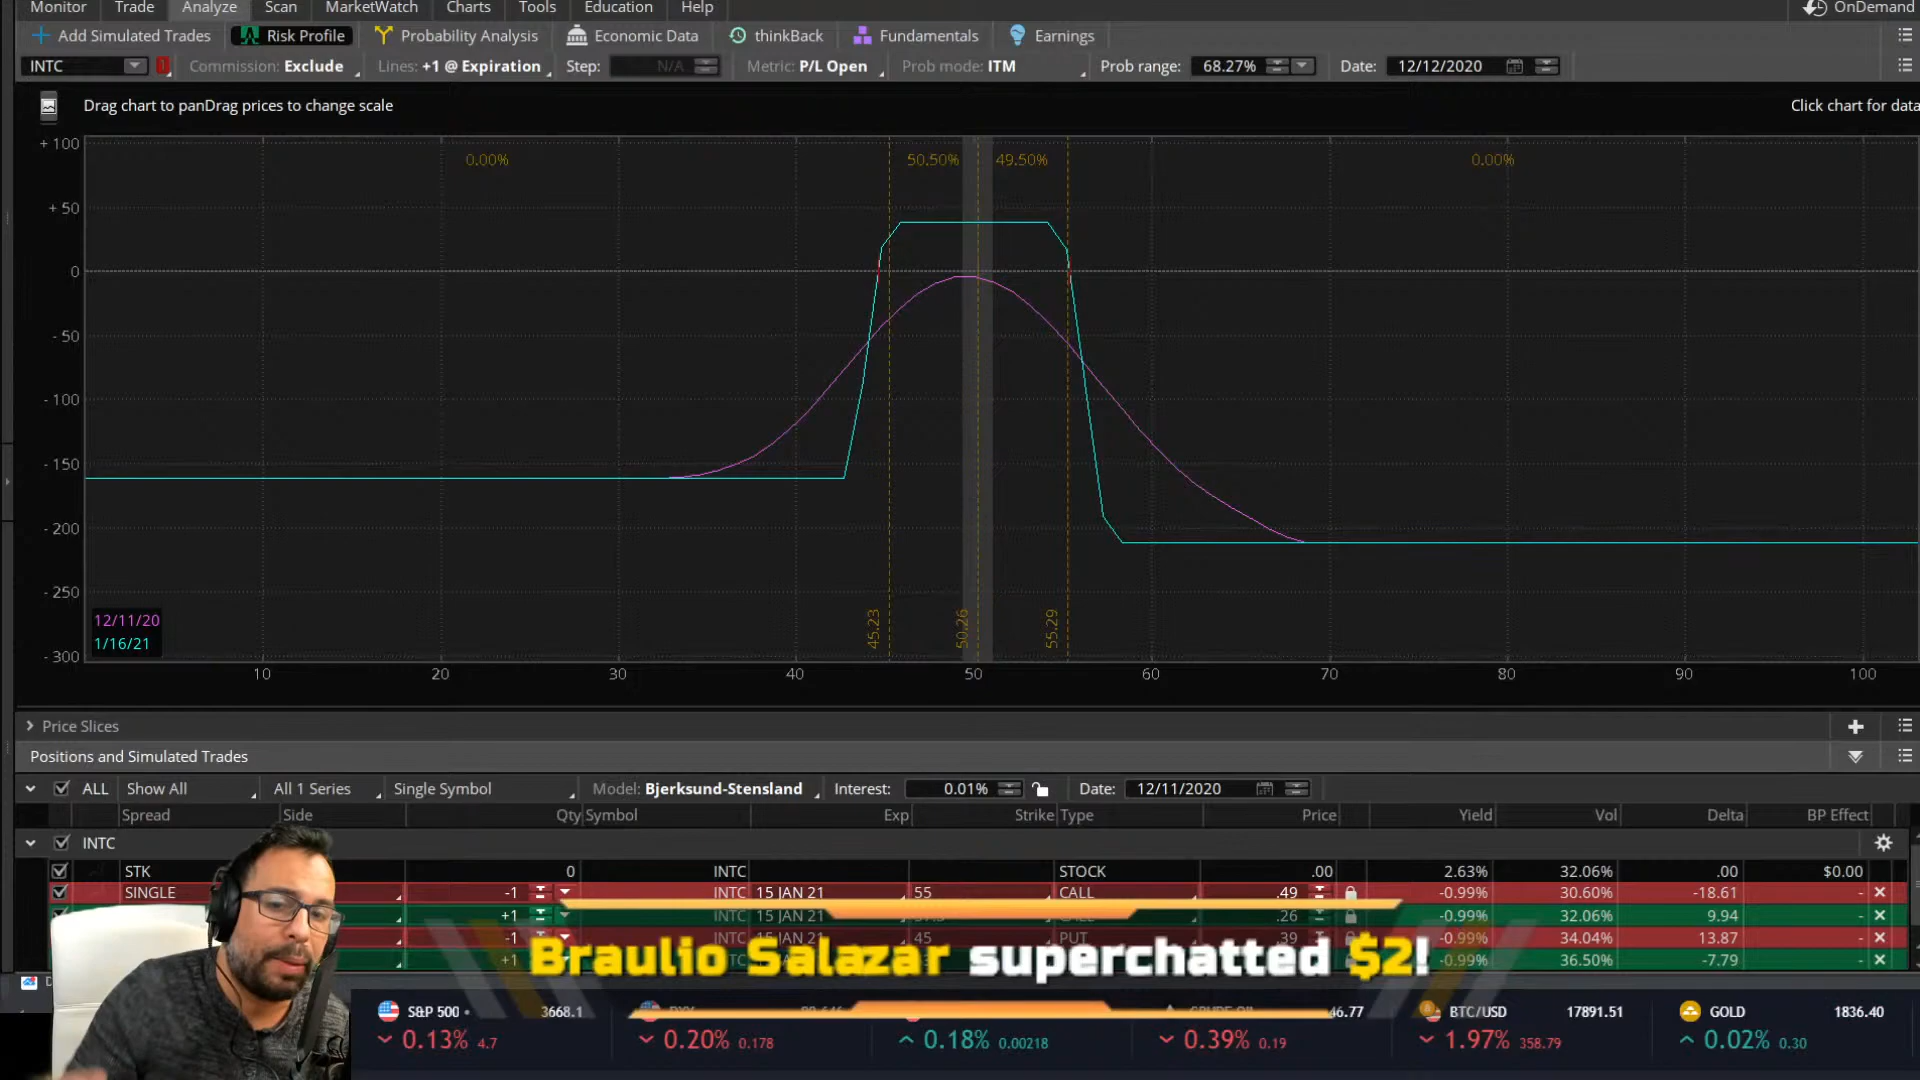 Monitor Trade Analyze Scan MarketWatch Charts Tools Education Help OnDemand
Add Simulated Trades Risk Profile Probability Analysis Economic Data thinkBack Fundamentals Earnings
INTC Commission: Exclude Lines: +1 @ Expiration Step: N/A Metric: P/L Open Prob mode: ITM Prob range: 68.27% Date: 12/12/2020
Drag chart to panDrag prices to change scale Click chart for data
+ 100
0.00% 50.50% 49.50% 0.00%
+ 50
0
- 50
- 100
- 150
- 200
- 250
- 300
45.23 50.26 55.29
12/11/20
1/16/21
10 20 30 40 50 60 70 80 90 100
Price Slices
Positions and Simulated Trades
ALL Show All All 1 Series Single Symbol Model: Bjerksund-Stensland Interest: 0.01% Date: 12/11/2020
Spread Side Qty Symbol Exp Strike Type Price Yield Vol Delta BP Effect
INTC
STK 0 INTC STOCK .00 2.63% 32.06% .00 $0.00
SINGLE -1 INTC 15 JAN 21 55 CALL .49 -0.99% 30.60% -18.61 -
+1 INTC 15 JAN 21 .26 -0.99% 32.06% 9.94 -
-1 INTC 15 JAN 21 45 PUT .39 -0.99% 34.04% 13.87 -
+1 -0.99% 36.50% -7.79 -
Braulio Salazar superchatted $2!
S&P 500 3668.1
0.13% 4.7
0.20% 0.178
0.18% 0.00218
CRUDE OIL 46.77
0.39% 0.19
BTC/USD 17891.51
1.97% 358.79
GOLD 1836.40
0.02% 0.30